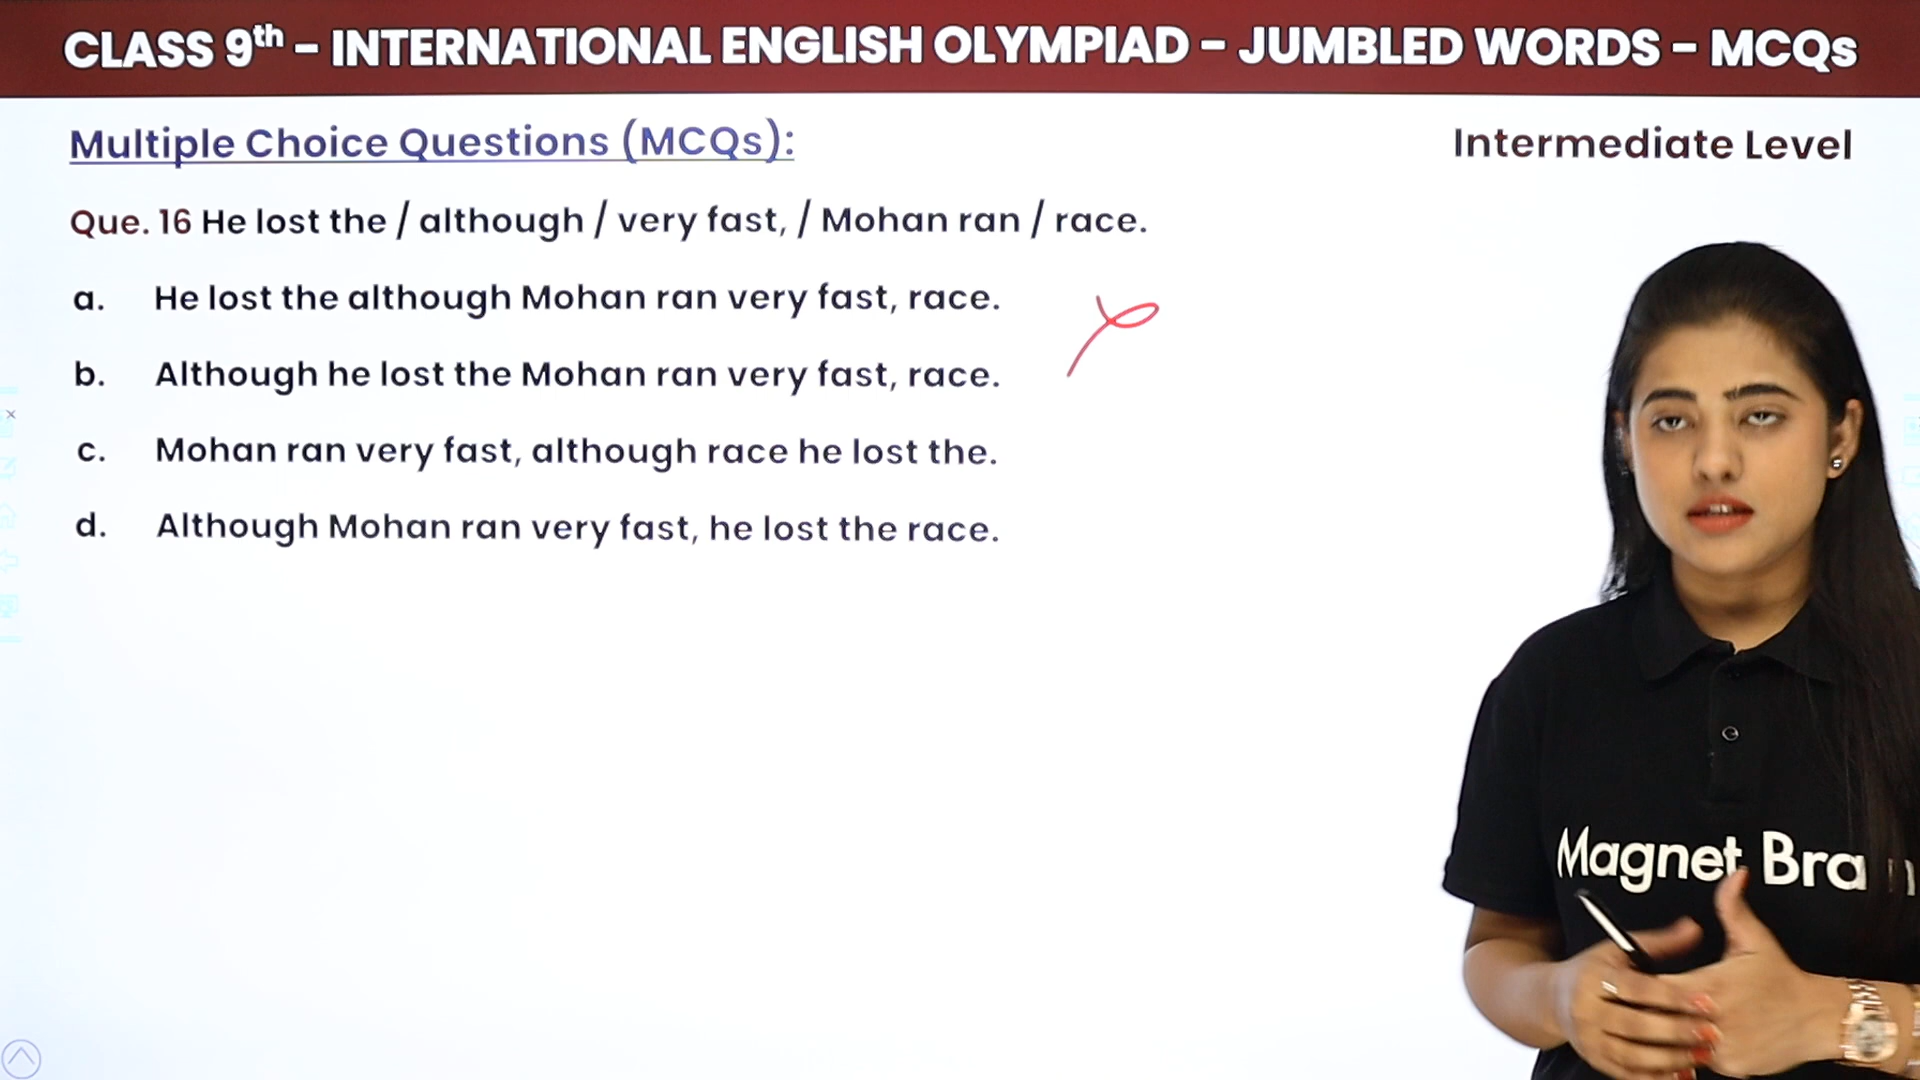 CLASS 9th – INTERNATIONAL ENGLISH OLYMPIAD – JUMBLED WORDS – MCQs
Multiple Choice Questions (MCQs):
Intermediate Level
Que. 16 He lost the / although / very fast, / Mohan ran / race.
a. He lost the although Mohan ran very fast, race.
b. Although he lost the Mohan ran very fast, race.
c. Mohan ran very fast, although race he lost the.
d. Although Mohan ran very fast, he lost the race.
Magnet Bra